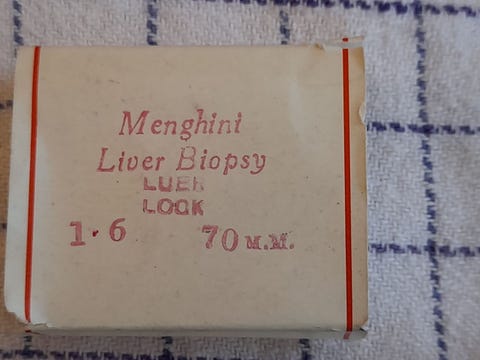 Menghini
Liver Biopsy
LUER
LOCK
1·6 70 M.M.